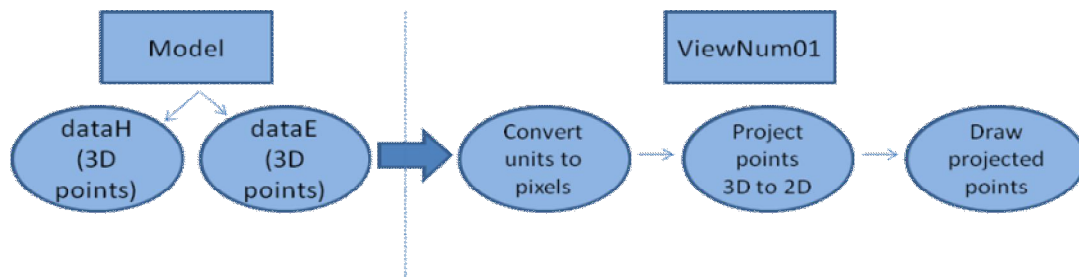 Model
ViewNum01
dataH
(3D
points)
dataE
(3D
points)
Convert
units to
pixels
Project
points
3D to 2D
Draw
projected
points